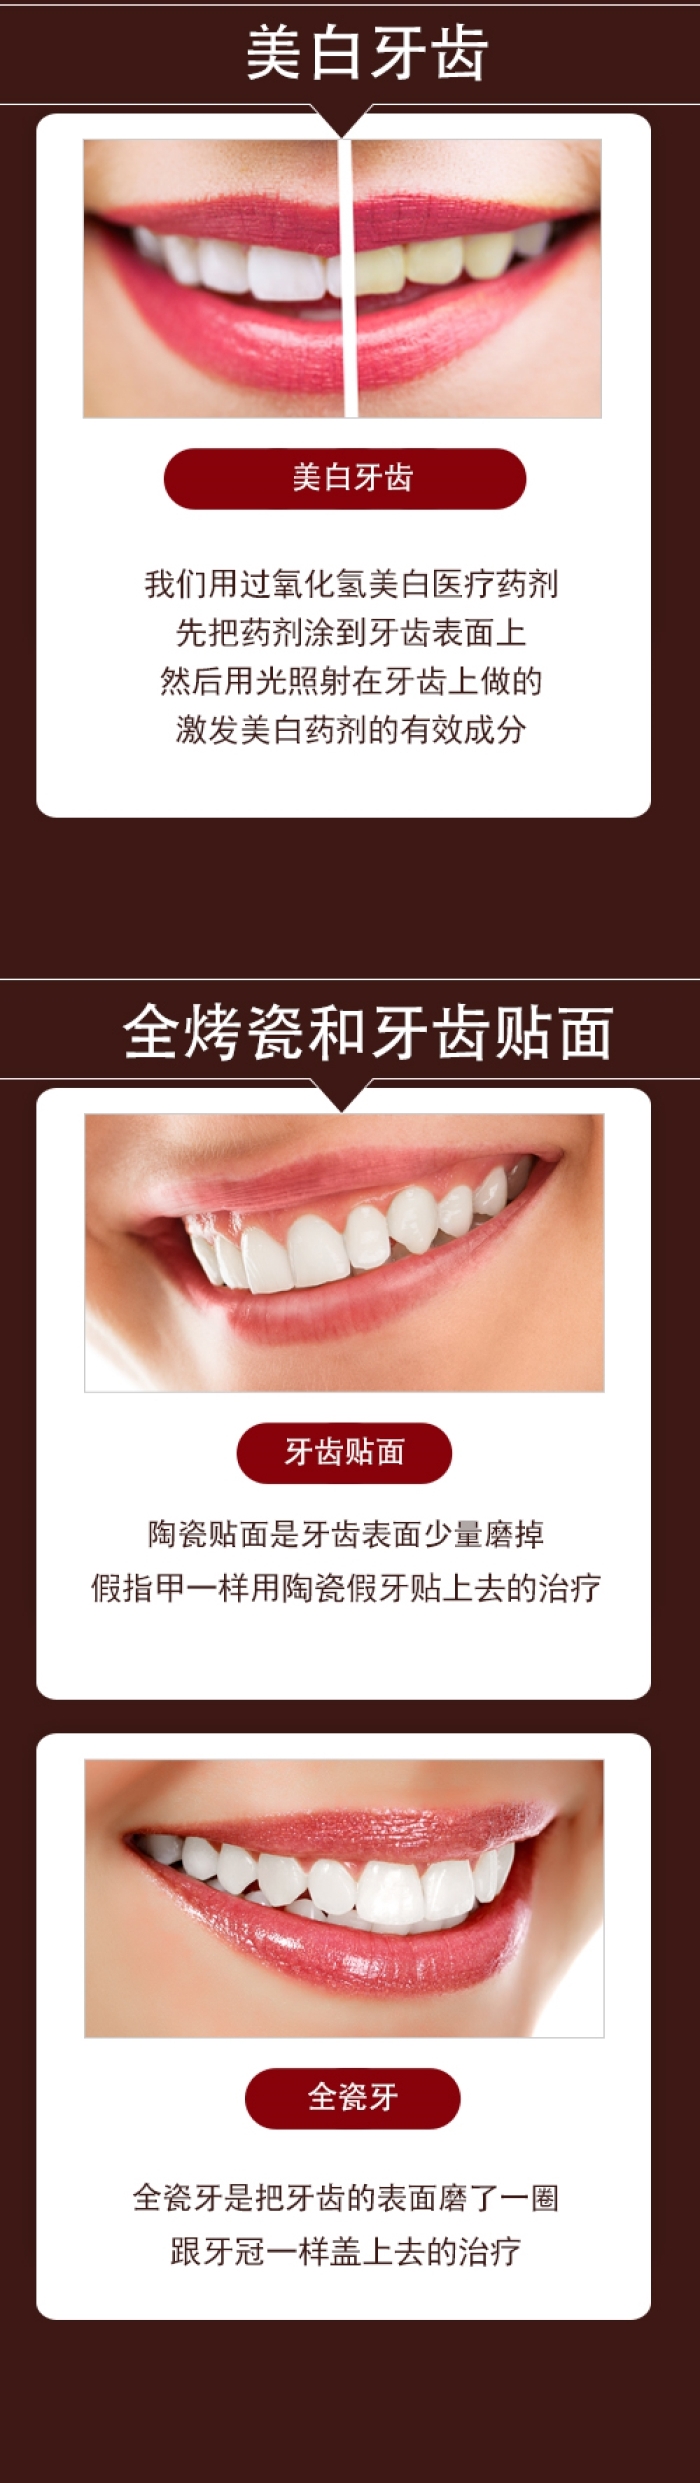 美白牙齿
美白牙齿
我们用过氧化氢美白医疗药剂
先把药剂涂到牙齿表面上
然后用光照射在牙齿上做的
激发美白药剂的有效成分
全烤瓷和牙齿贴面
牙齿贴面
陶瓷贴面是牙齿表面少量磨掉
假指甲一样用陶瓷假牙贴上去的治疗
全瓷牙
全瓷牙是把牙齿的表面磨了一圈
跟牙冠一样盖上去的治疗